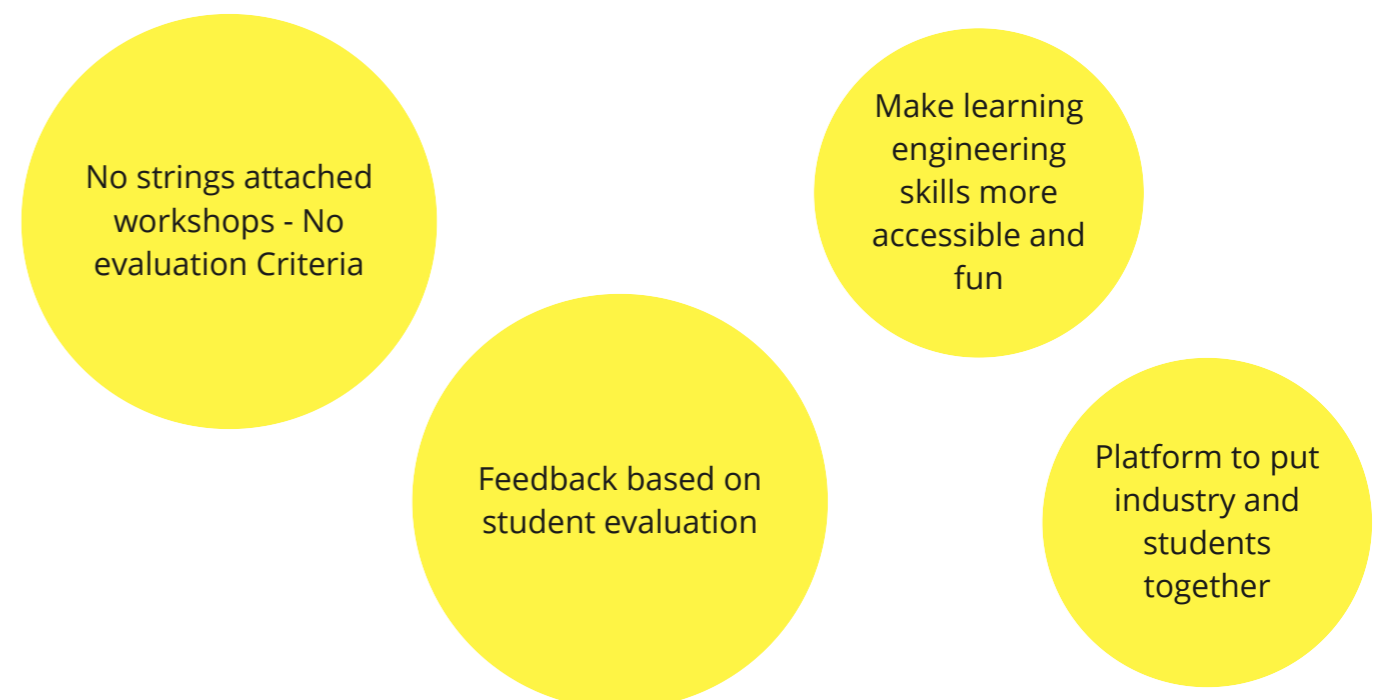 No strings attached
workshops - No
evaluation Criteria
Make learning
engineering
skills more
accessible and
fun
Feedback based on
student evaluation
Platform to put
industry and
students
together